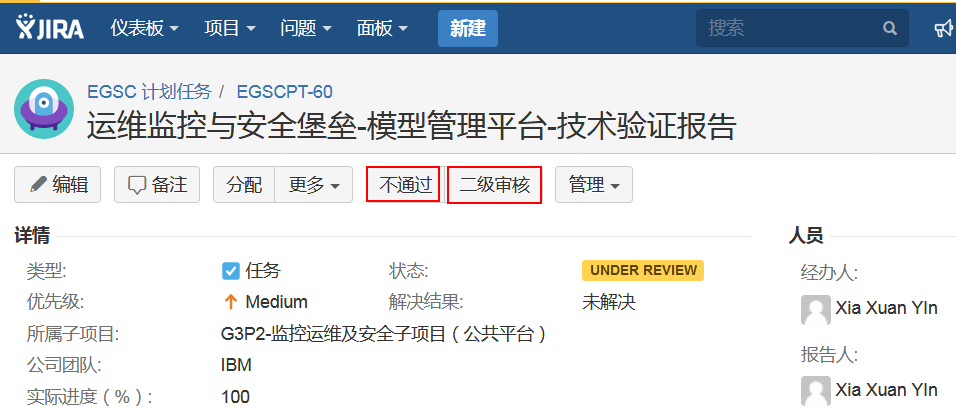 JIRA 仪表板 项目 问题 面板 新建 搜索
EGSC 计划任务 / EGSCPT-60
运维监控与安全堡垒-模型管理平台-技术验证报告
编辑 备注 分配 更多 不通过 二级审核 管理
详情 人员
类型: 任务 状态: UNDER REVIEW 经办人:
优先级: Medium 解决结果: 未解决 Xia Xuan YIn
所属子项目: G3P2-监控运维及安全子项目（公共平台）
公司团队: IBM 报告人:
实际进度（%）: 100 Xia Xuan YIn